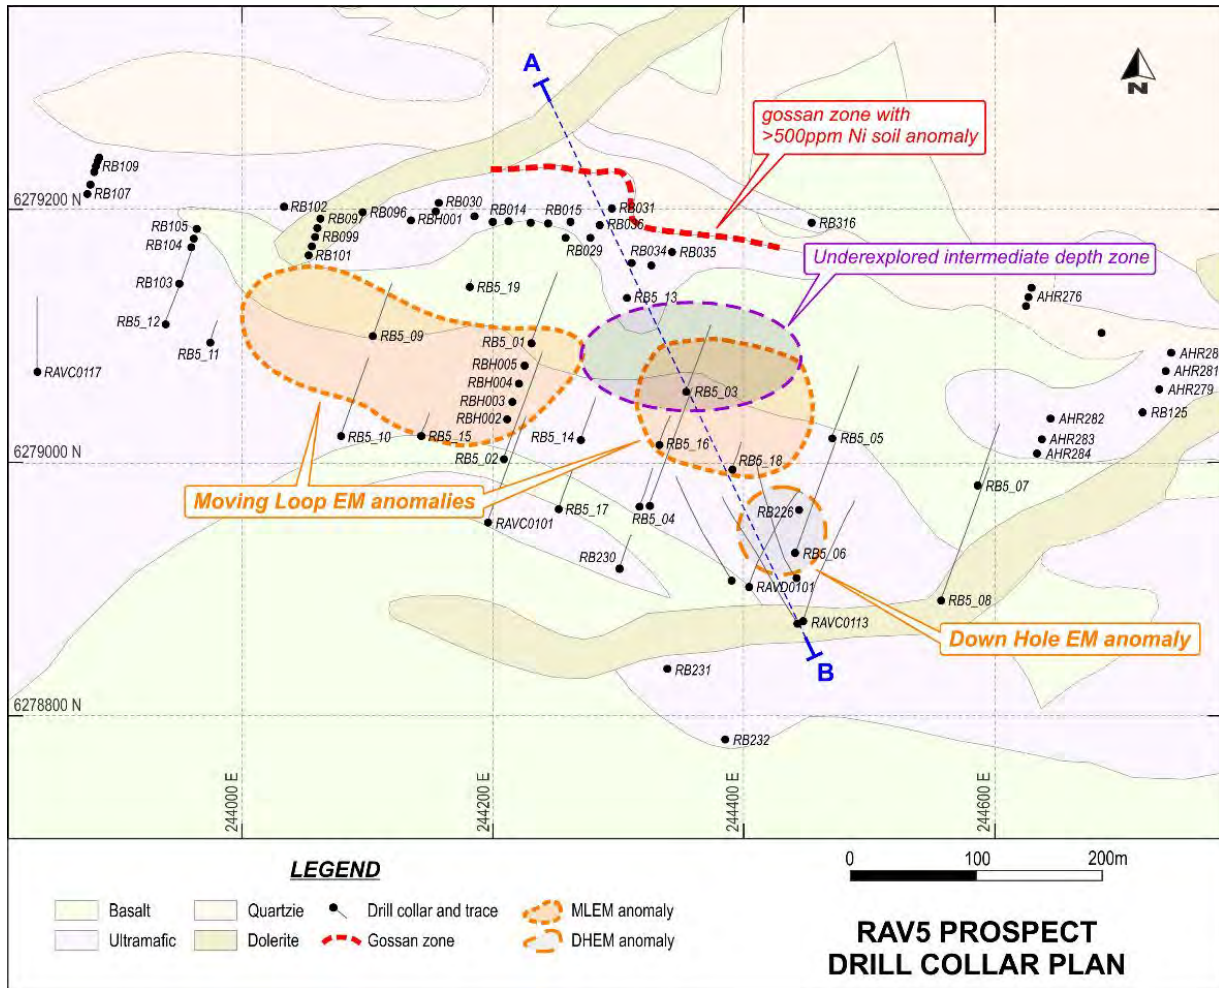 A
N
gossan zone with
>500ppm Ni soil anomaly
RB109
RB107
6279200 N
RB102
RB030
RB096
RB097
RBH001
RB014
RB015
RB031
RB036
RB316
RB105
RB104
RB099
RB101
RB029
RB034
RB035
Underexplored intermediate depth zone
RB103
RB5_19
RB5_13
AHR276
RB5_12
RB5_11
RB5_09
RB5_01
RAVC0117
RBH005
RBH004
RBH003
RBH002
RB5_03
AHR28
AHR281
AHR279
RB125
AHR282
AHR283
AHR284
6279000 N
RB5_10
RB5_15
RB5_14
RB5_16
RB5_05
RB5_02
RB5_18
RB5_07
Moving Loop EM anomalies
RAVC0101
RB5_17
RB5_04
RB226
RB230
RB5_06
RAVD0101
RB5_08
RAVC0113
Down Hole EM anomaly
B
RB231
6278800 N
RB232
244000 E
244200 E
244400 E
244600 E
LEGEND
0 100 200m
Basalt Quartzie Drill collar and trace MLEM anomaly
Ultramafic Dolerite Gossan zone DHEM anomaly
RAV5 PROSPECT
DRILL COLLAR PLAN